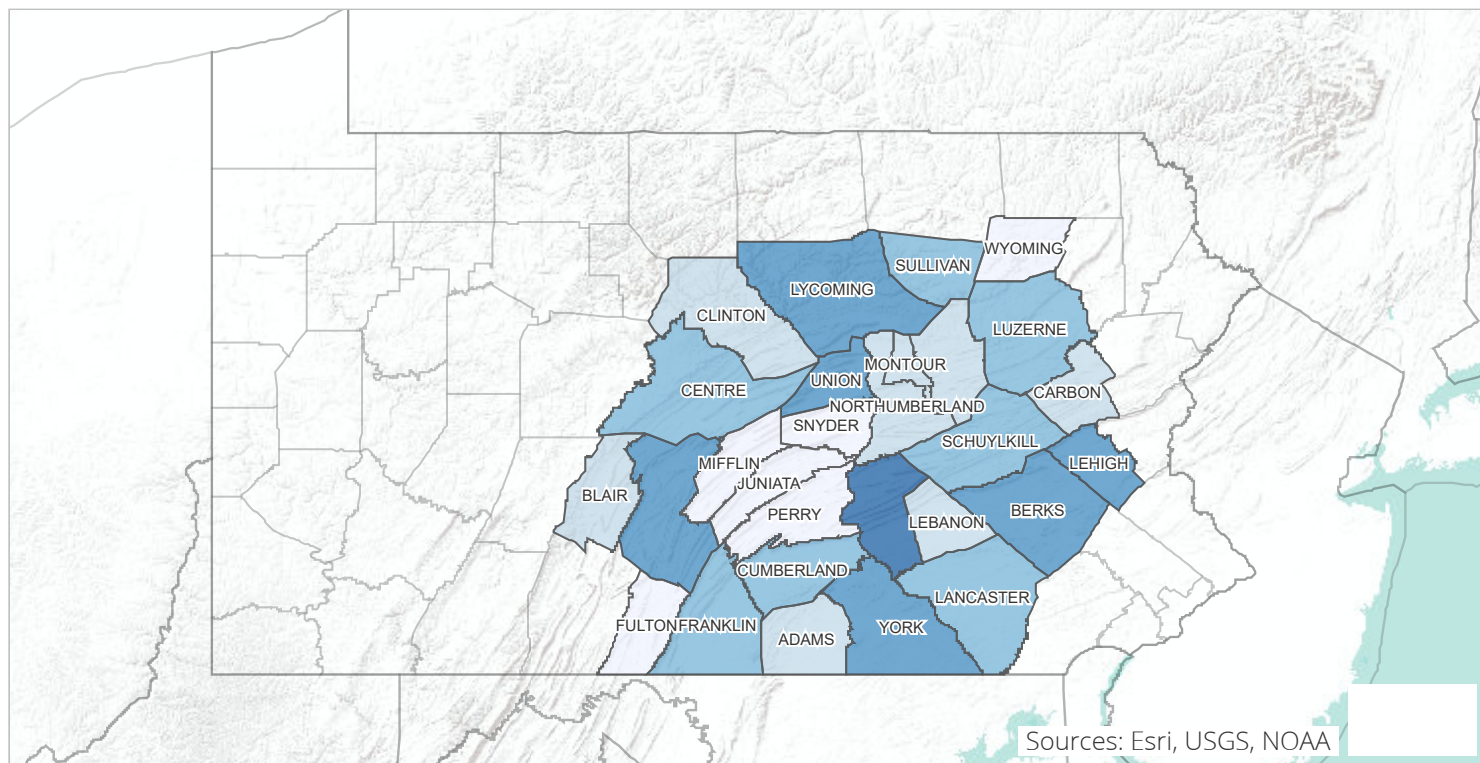 WYOMING
SULLIVAN
LYCOMING
CLINTON
LUZERNE
MONTOUR
UNION
CENTRE
CARBON
NORTHUMBERLAND
SNYDER
SCHUYLKILL
MIFFLIN
LEHIGH
JUNIATA
BLAIR
PERRY
BERKS
LEBANON
CUMBERLAND
LANCASTER
FULTON
FRANKLIN
YORK
ADAMS
Sources: Esri, USGS, NOAA